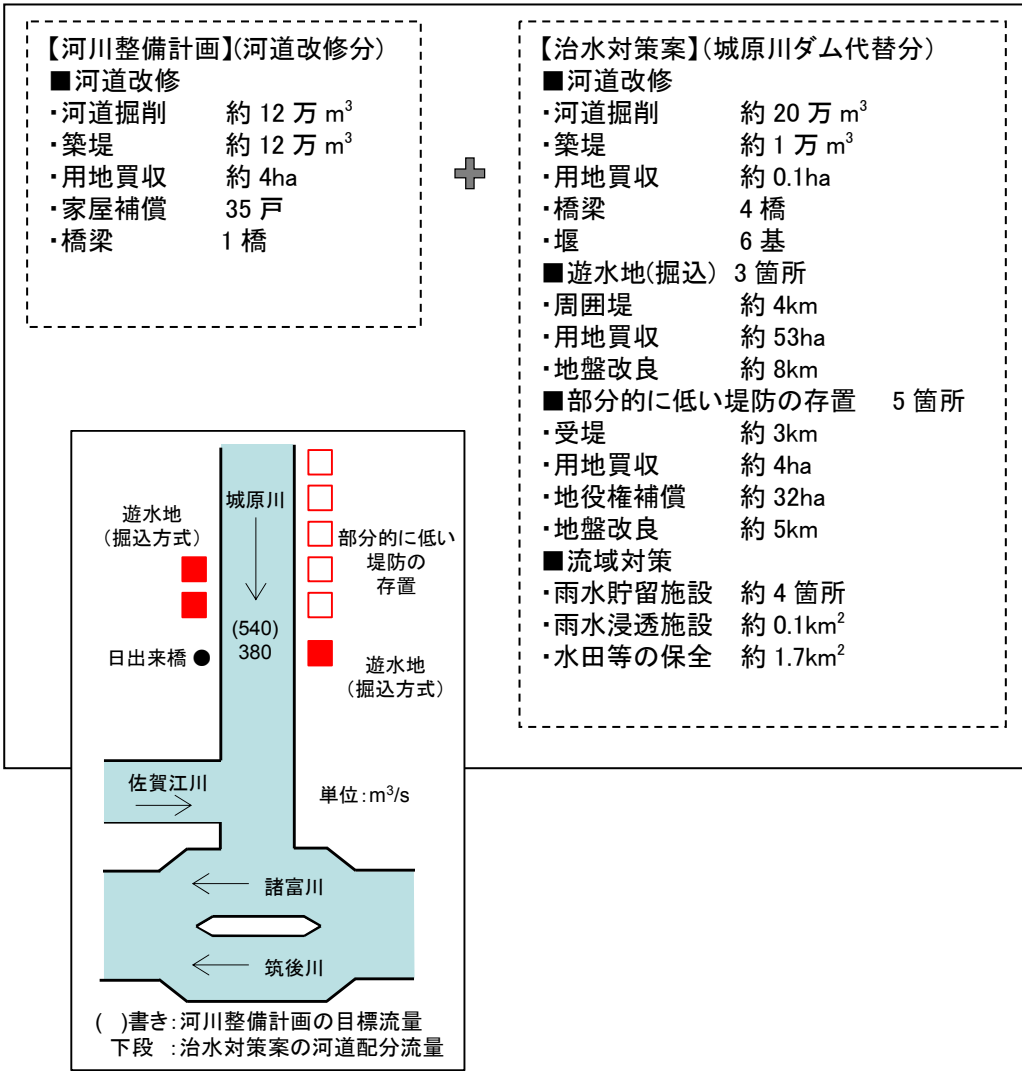 【河川整備計画】(河道改修分)
■河道改修
・河道掘削 約 12 万 m³
・築堤 約 12 万 m³
・用地買収 約 4ha
・家屋補償 35 戸
・橋梁 1 橋
【治水対策案】(城原川ダム代替分)
■河道改修
・河道掘削 約 20 万 m³
・築堤 約 1 万 m³
・用地買収 約 0.1ha
・橋梁 4 橋
・堰 6 基
■遊水地(掘込) 3 箇所
・周囲堤 約 4km
・用地買収 約 53ha
・地盤改良 約 8km
■部分的に低い堤防の存置 5 箇所
・受堤 約 3km
・用地買収 約 4ha
・地役権補償 約 32ha
・地盤改良 約 5km
■流域対策
・雨水貯留施設 約 4 箇所
・雨水浸透施設 約 0.1km²
・水田等の保全 約 1.7km²
城原川
遊水地
(掘込方式)
部分的に低い
堤防の
存置
(540)
380
日出来橋
遊水地
(掘込方式)
佐賀江川
単位:m³/s
諸富川
筑後川
( )書き:河川整備計画の目標流量
下段 :治水対策案の河道配分流量